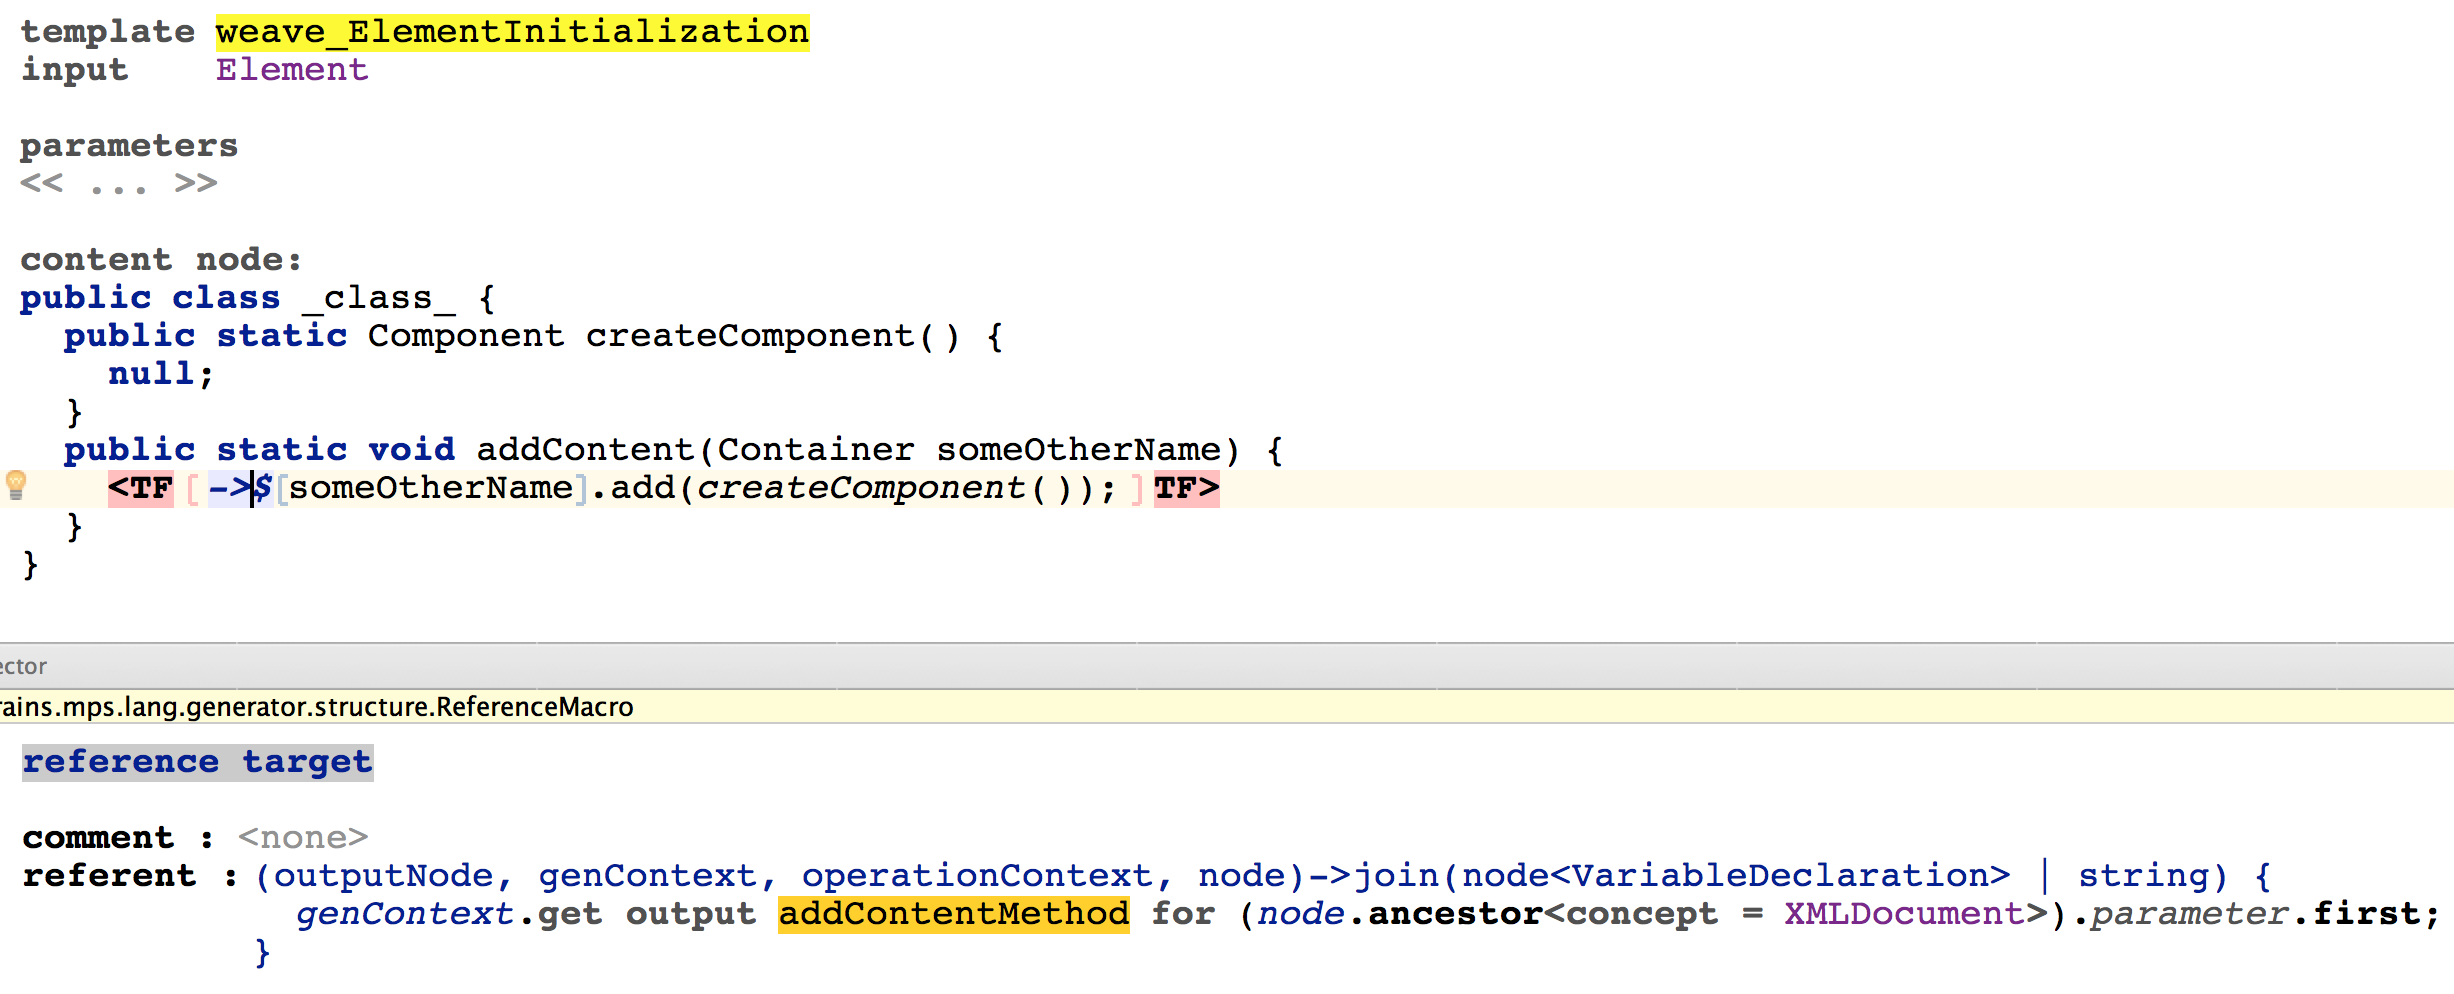 template weave_ElementInitialization
input    Element
parameters
<< ... >>
content node:
public class _class_ {
  public static Component createComponent() {
    null;
  }
  public static void addContent(Container someOtherName) {
    <TF [ ->$[someOtherName].add(createComponent()); ] TF>
  }
}
ector
rains.mps.lang.generator.structure.ReferenceMacro
reference target
comment : <none>
referent : (outputNode, genContext, operationContext, node)->join(node<VariableDeclaration> | string) {
  genContext.get output addContentMethod for (node.ancestor<concept = XMLDocument>).parameter.first;
}